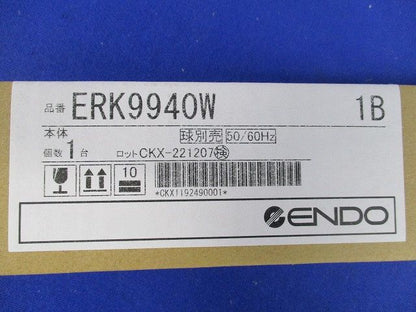 品番 ERK9940W 1B
本体 球別売 50/60Hz
個数 1 台 ロット CKX-221207 検
10
*CKX1192490001*
ENDO